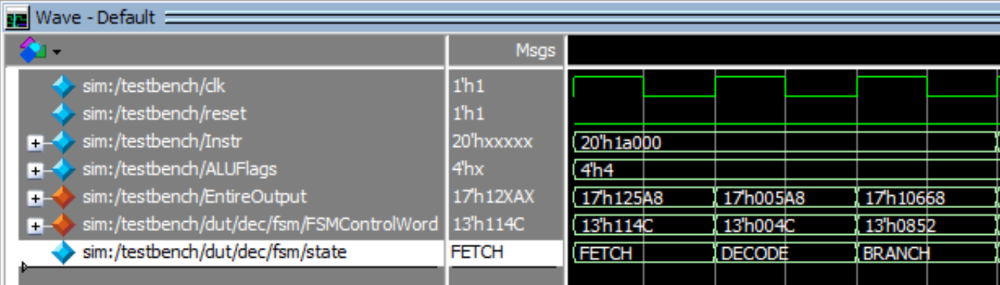 Wave - Default
Msgs
sim:/testbench/clk 1'h1
sim:/testbench/reset 1'h1
sim:/testbench/Instr 20'hxxxxx 20'h1a000
sim:/testbench/ALUFlags 4'hx 4'h4
sim:/testbench/EntireOutput 17'h12XAX 17'h125A8 17'h005A8 17'h10668
sim:/testbench/dut/dec/fsm/FSMControlWord 13'h114C 13'h114C 13'h004C 13'h0852
sim:/testbench/dut/dec/fsm/state FETCH FETCH DECODE BRANCH